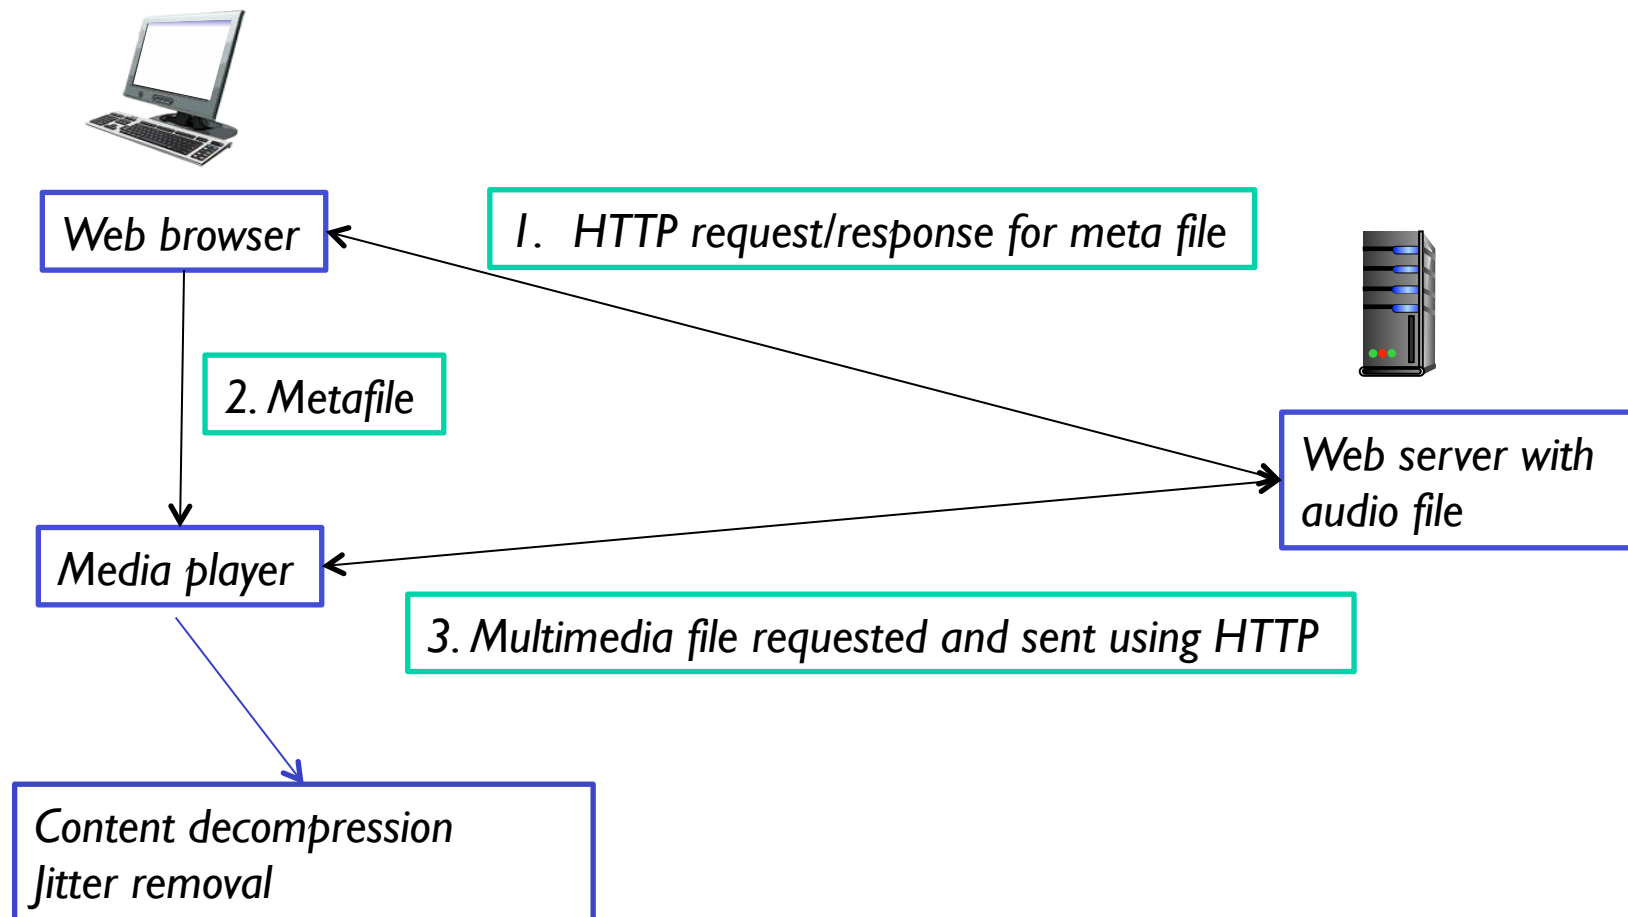 Web browser
1. HTTP request/response for meta file
2. Metafile
Web server with
audio file
Media player
3. Multimedia file requested and sent using HTTP
Content decompression
Jitter removal